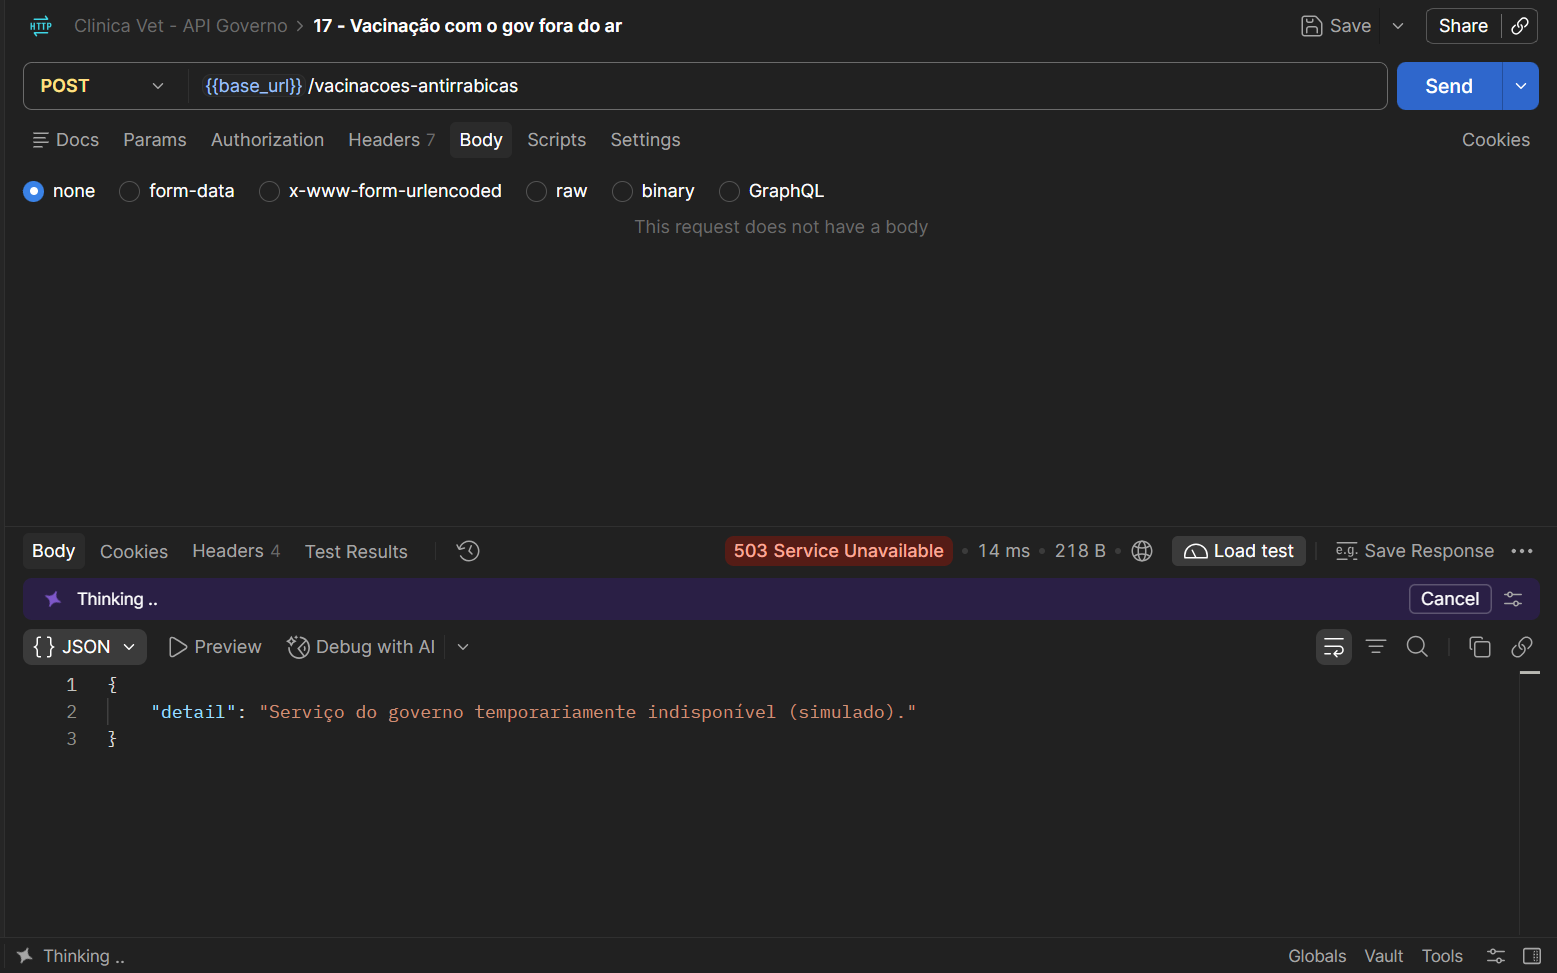 HTTP Clinica Vet - API Governo > 17 - Vacinação com o gov fora do ar Save Share
POST {{base_url}} /vacinacoes-antirrabicas Send
Docs Params Authorization Headers 7 Body Scripts Settings Cookies
none form-data x-www-form-urlencoded raw binary GraphQL
This request does not have a body
Body Cookies Headers 4 Test Results 503 Service Unavailable • 14 ms • 218 B • Load test e.g. Save Response
Thinking .. Cancel
{} JSON Preview Debug with AI
1 {
2 "detail": "Serviço do governo temporariamente indisponível (simulado)."
3 }
Thinking .. Globals Vault Tools